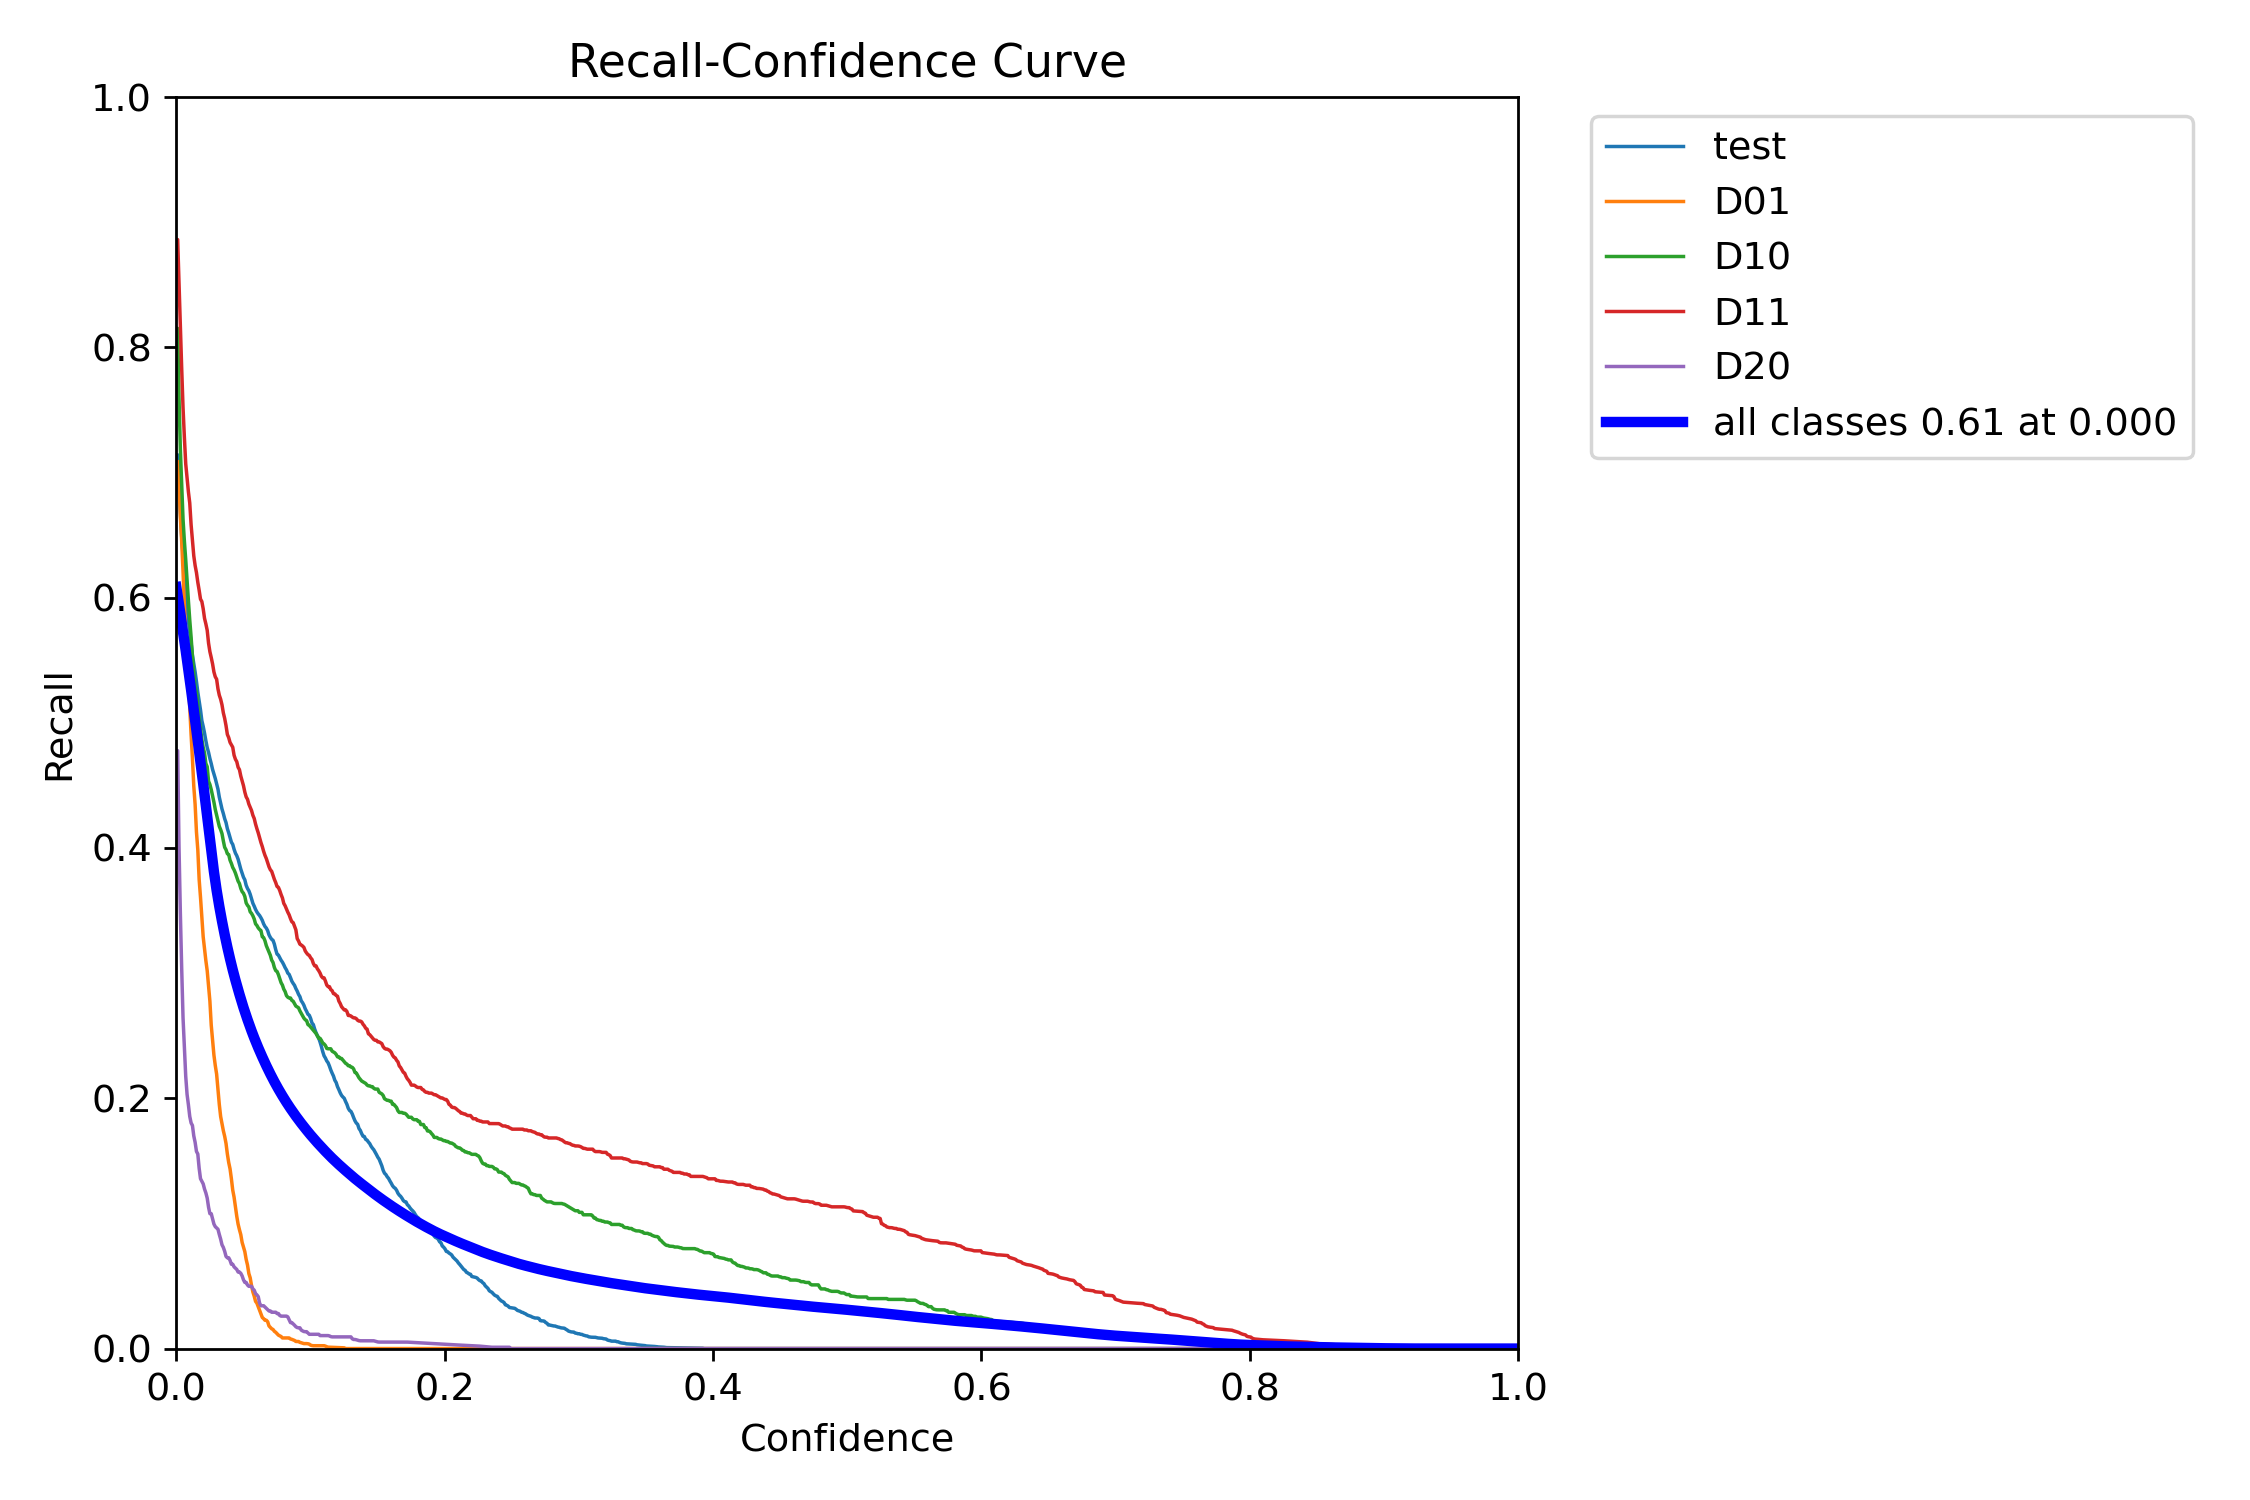 Recall-Confidence Curve
1.0
0.8
0.6
0.4
0.2
0.0
Recall
0.0 0.2 0.4 0.6 0.8 1.0
Confidence
test
D01
D10
D11
D20
all classes 0.61 at 0.000